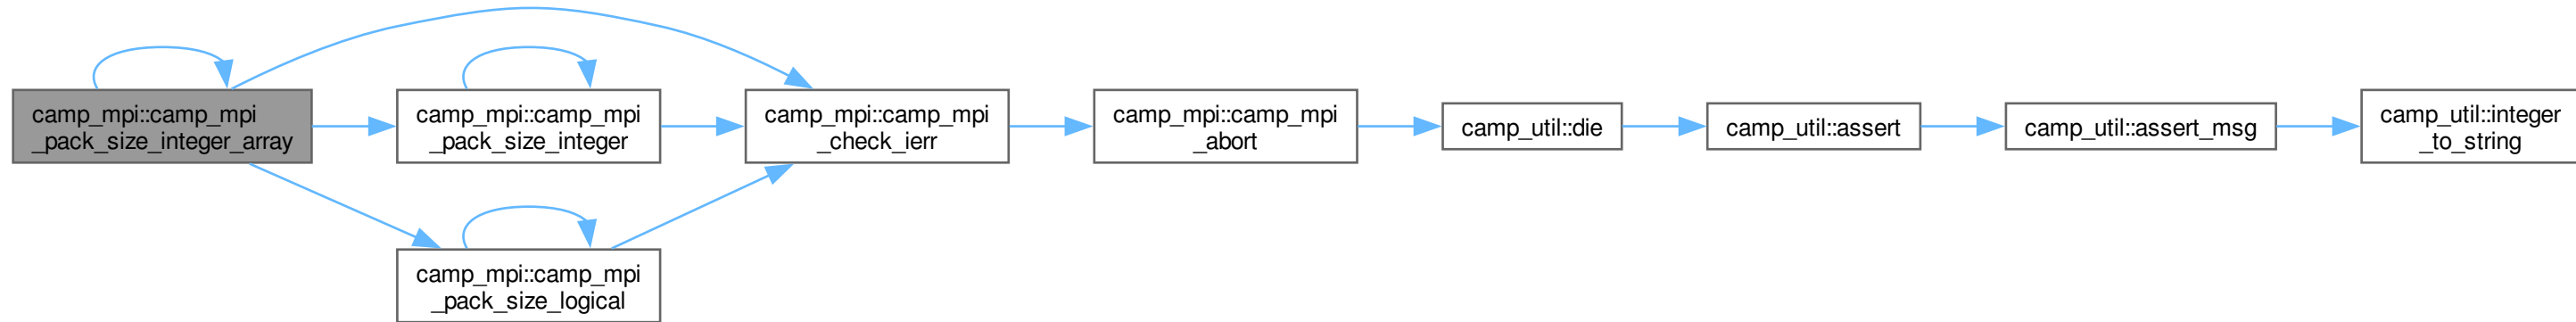 camp_mpi::camp_mpi
_pack_size_integer_array
camp_mpi::camp_mpi
_pack_size_integer
camp_mpi::camp_mpi
_pack_size_logical
camp_mpi::camp_mpi
_check_ierr
camp_mpi::camp_mpi
_abort
camp_util::die
camp_util::assert
camp_util::assert_msg
camp_util::integer
_to_string